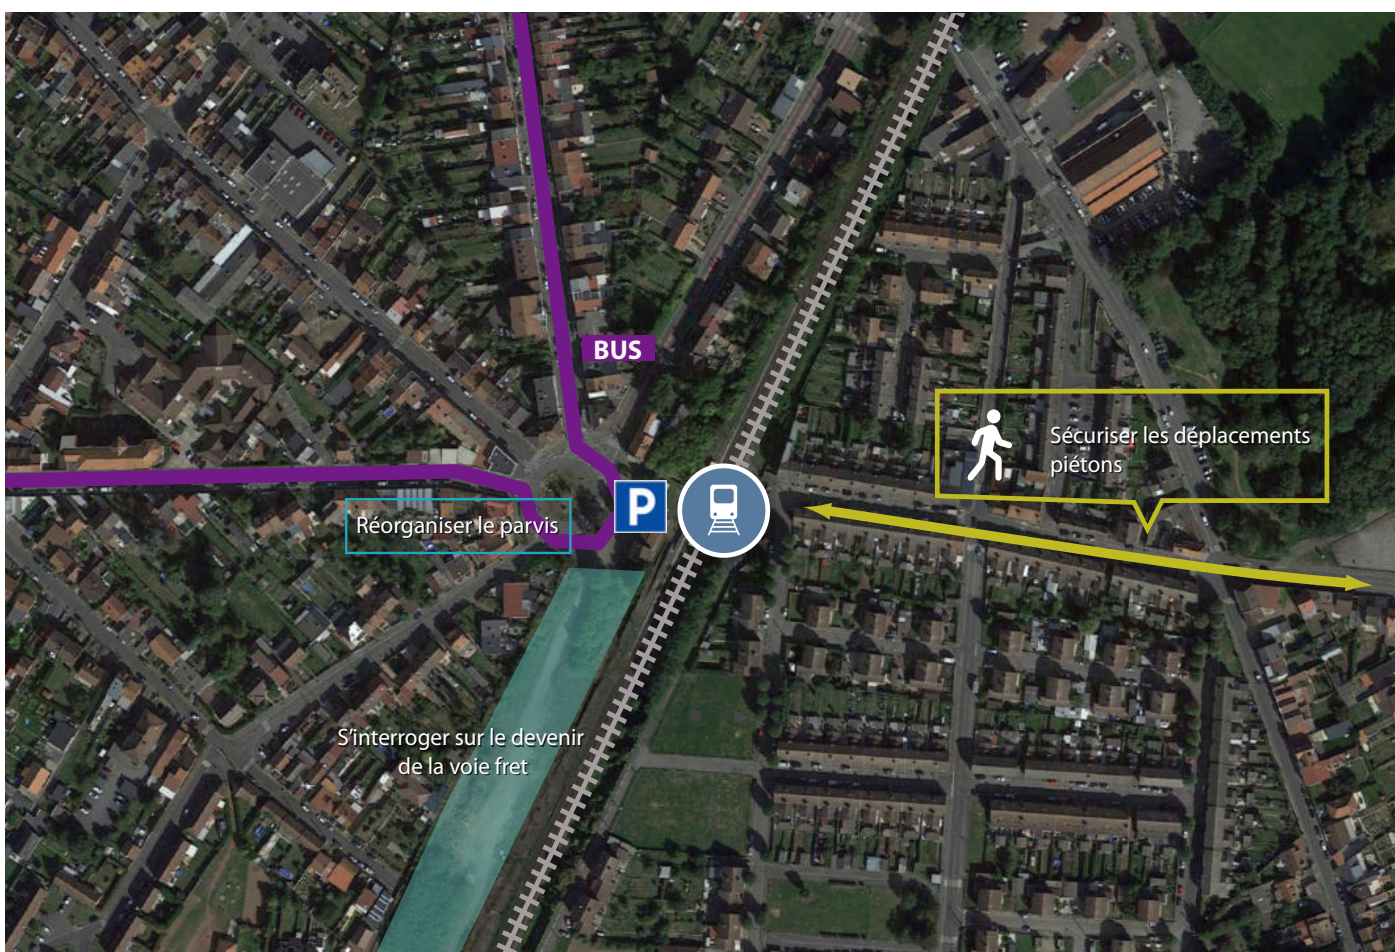 BUS
Sécuriser les déplacements
piétons
P
Réorganiser le parvis
S’interroger sur le devenir
de la voie fret